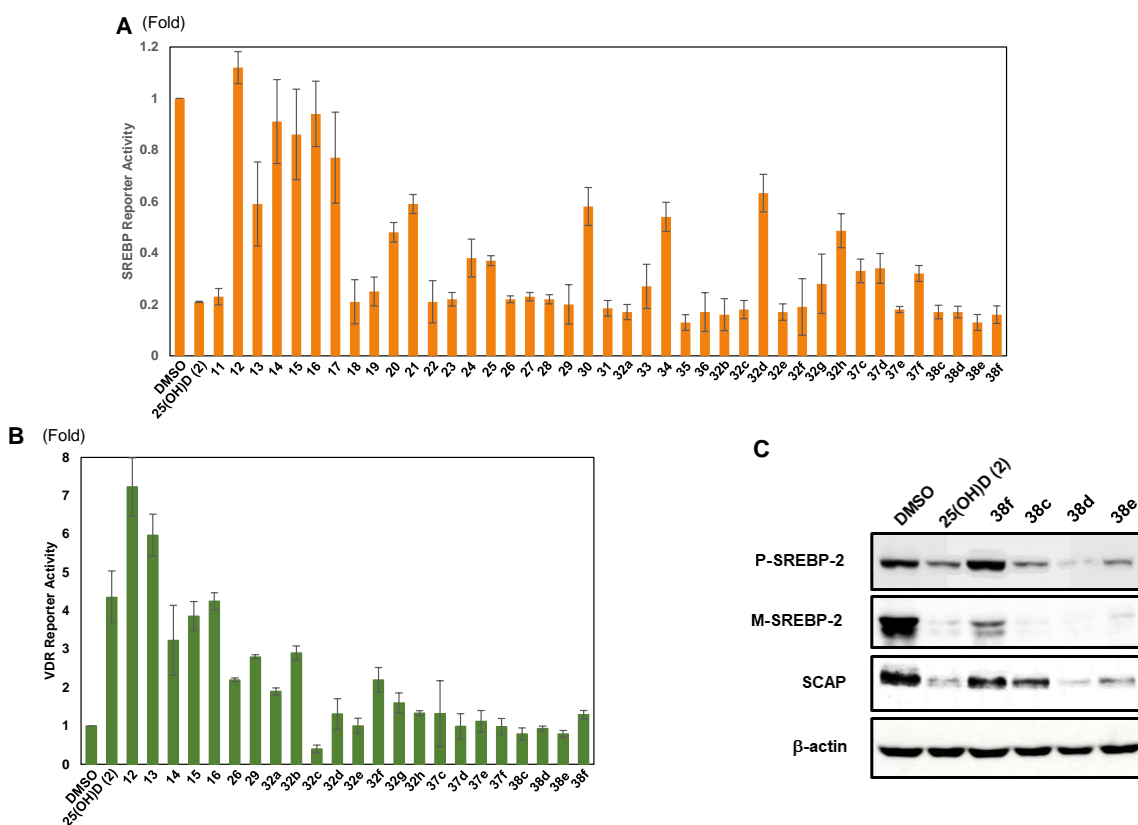 A (Fold)
SREBP Reporter Activity
1.2
1
0.8
0.6
0.4
0.2
0
DMSO 25(OH)D (2) 11 12 13 14 15 16 17 18 19 20 21 22 23 24 25 26 27 28 29 30 31 32a 33 34 35 36 32b 32c 32d 32e 32f 32g 32h 37c 37d 37e 37f 38c 38d 38e 38f
B (Fold)
VDR Reporter Activity
8
7
6
5
4
3
2
1
0
DMSO 25(OH)D (2) 12 13 14 15 16 26 29 32a 32b 32c 32d 32e 32f 32g 32h 37c 37d 37e 37f 38c 38d 38e 38f
C
DMSO 25(OH)D (2) 38f 38c 38d 38e
P-SREBP-2
M-SREBP-2
SCAP
β-actin